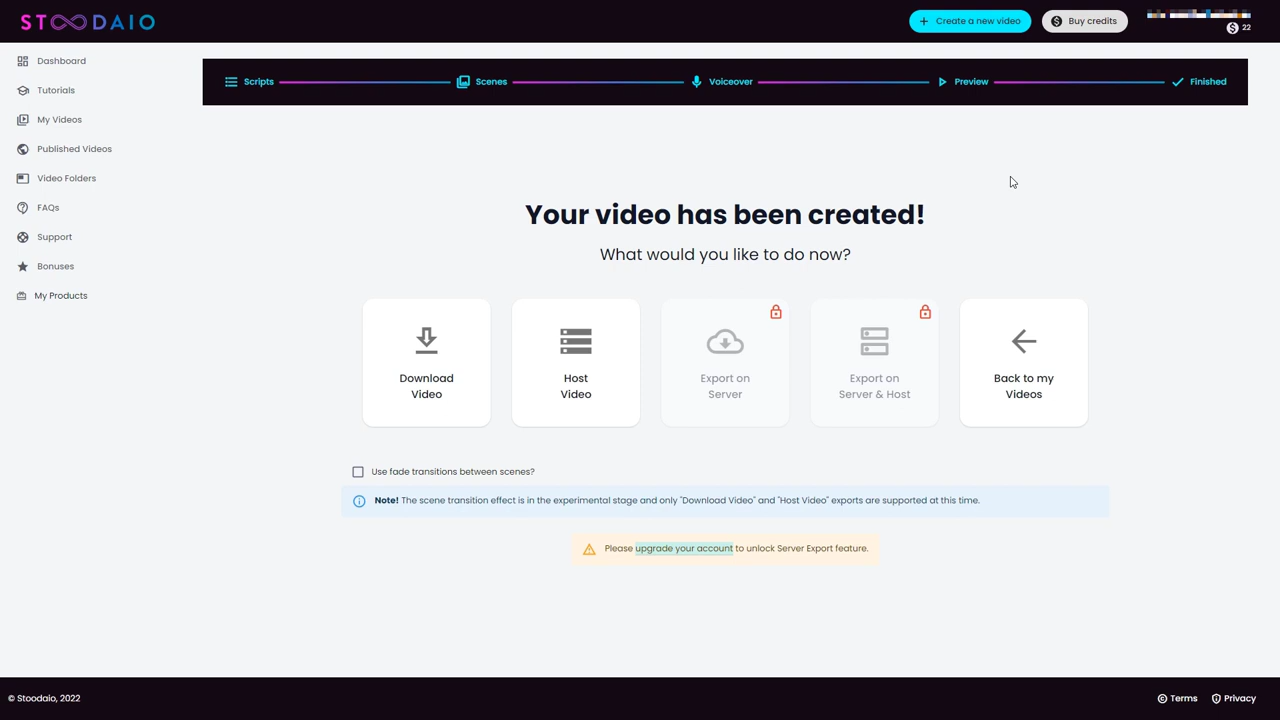 STOODAIO
Create a new video
Buy credits
22
Dashboard
Tutorials
My Videos
Published Videos
Video Folders
FAQs
Support
Bonuses
My Products
Scripts
Scenes
Voiceover
Preview
Finished
Your video has been created!
What would you like to do now?
Download
Video
Host
Video
Export on
Server
Export on
Server & Host
Back to my
Videos
Use fade transitions between scenes?
Note! The scene transition effect is in the experimental stage and only "Download Video" and "Host Video" exports are supported at this time.
Please upgrade your account to unlock Server Export feature.
© Stoodaio, 2022
Terms
Privacy